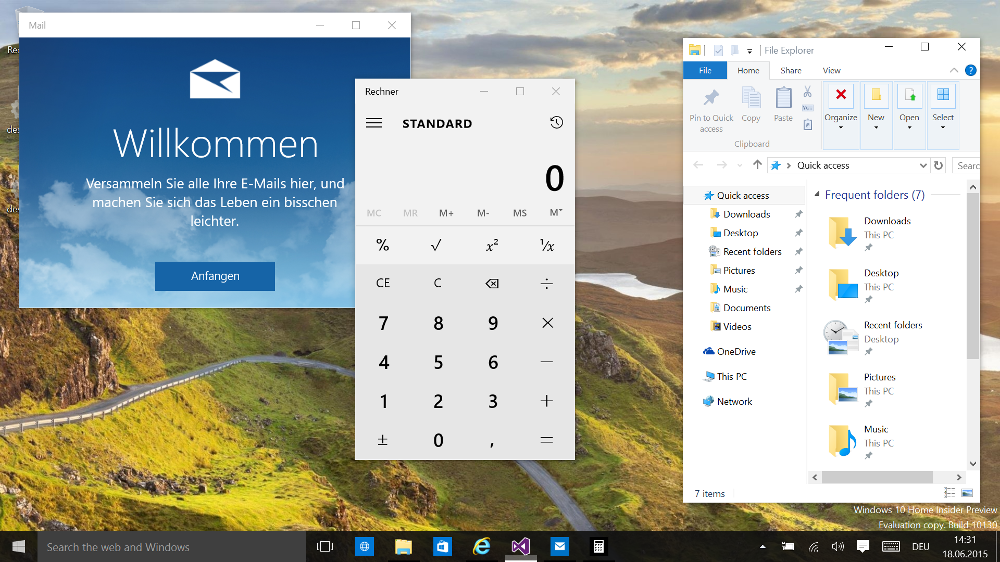 Mail
Willkommen
Versammeln Sie alle Ihre E-Mails hier, und
machen Sie sich das Leben ein bisschen
leichter.
Anfangen
Rechner
STANDARD
0
MC MR M+ M- MS M
% √ x² ¹/x
CE C ÷
7 8 9 ×
4 5 6 −
1 2 3 +
± 0 , =
File Explorer
File Home Share View
Pin to Quick
access
Copy
Paste
Organize
New
Open
Select
Clipboard
Quick access
Quick access
Downloads
Desktop
Recent folders
Pictures
Music
Documents
Videos
OneDrive
This PC
Network
Frequent folders (7)
Downloads
This PC
Desktop
This PC
Recent folders
Desktop
Pictures
This PC
Music
This PC
7 items
Windows 10 Home Insider Preview
Evaluation copy. Build 10130
Search the web and Windows
DEU
14:31
18.06.2015